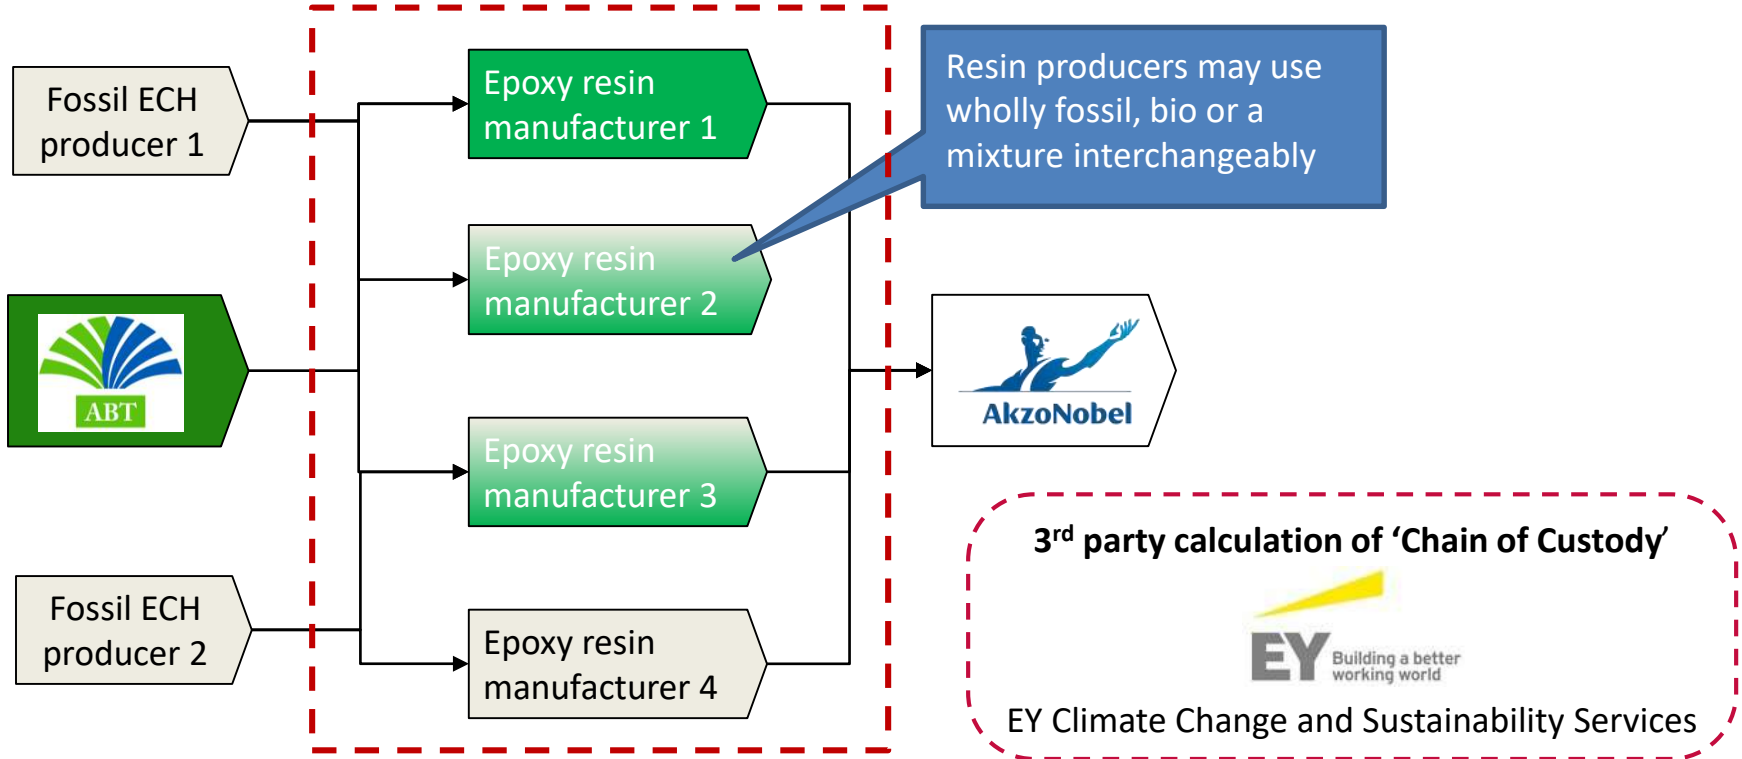 Fossil ECH
producer 1
Epoxy resin
manufacturer 1
Resin producers may use
wholly fossil, bio or a
mixture interchangeably
Epoxy resin
manufacturer 2
ABT
AkzoNobel
Epoxy resin
manufacturer 3
Fossil ECH
producer 2
Epoxy resin
manufacturer 4
3rd party calculation of ‘Chain of Custody’
EY
Building a better
working world
EY Climate Change and Sustainability Services